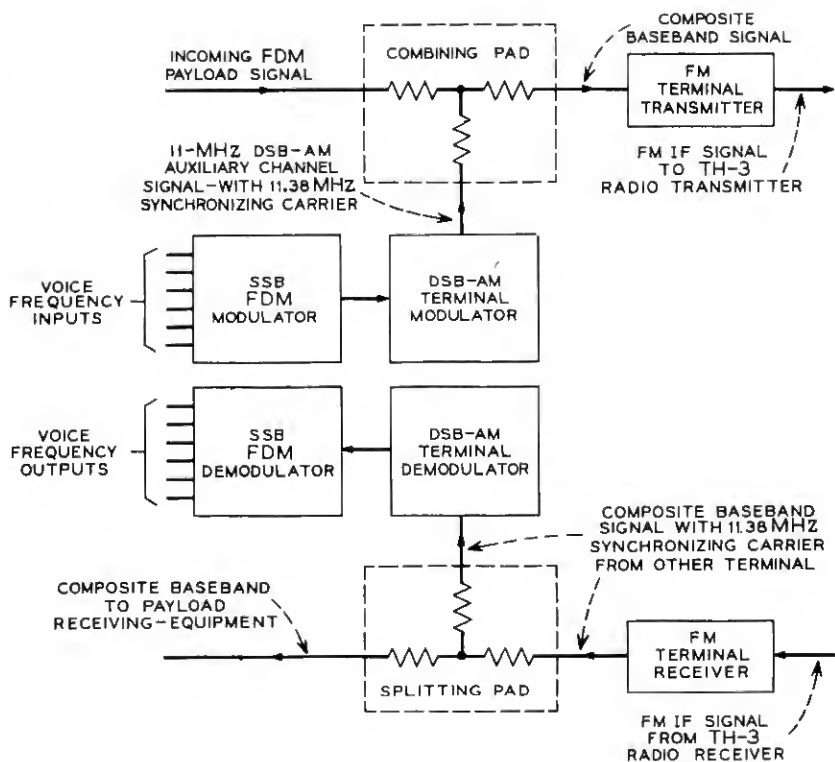 INCOMING FDM
PAYLOAD SIGNAL
COMBINING PAD
COMPOSITE
BASEBAND SIGNAL
FM
TERMINAL
TRANSMITTER
FM IF SIGNAL
TO TH-3
RADIO TRANSMITTER
11-MHZ DSB-AM
AUXILIARY CHANNEL
SIGNAL-WITH 11.38 MHZ
SYNCHRONIZING CARRIER
VOICE
FREQUENCY
INPUTS
SSB
FDM
MODULATOR
DSB-AM
TERMINAL
MODULATOR
VOICE
FREQUENCY
OUTPUTS
SSB
FDM
DEMODULATOR
DSB-AM
TERMINAL
DEMODULATOR
COMPOSITE BASEBAND
SIGNAL WITH 11.38 MHZ
SYNCHRONIZING CARRIER
FROM OTHER TERMINAL
COMPOSITE BASEBAND
TO PAYLOAD
RECEIVING-EQUIPMENT
SPLITTING PAD
FM
TERMINAL
RECEIVER
FM IF SIGNAL
FROM TH-3
RADIO RECEIVER